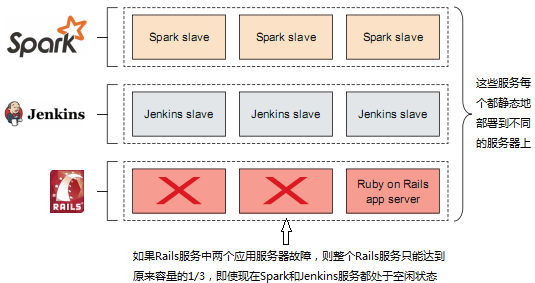 Spark
Spark slave
Spark slave
Spark slave
Jenkins
Jenkins slave
Jenkins slave
Jenkins slave
RAILS
Ruby on Rails
app server
这些服务每
个都静态地
部署到不同
的服务器上
如果Rails服务中两个应用服务器故障，则整个Rails服务只能达到
原来容量的1/3，即使现在Spark和Jenkins服务都处于空闲状态